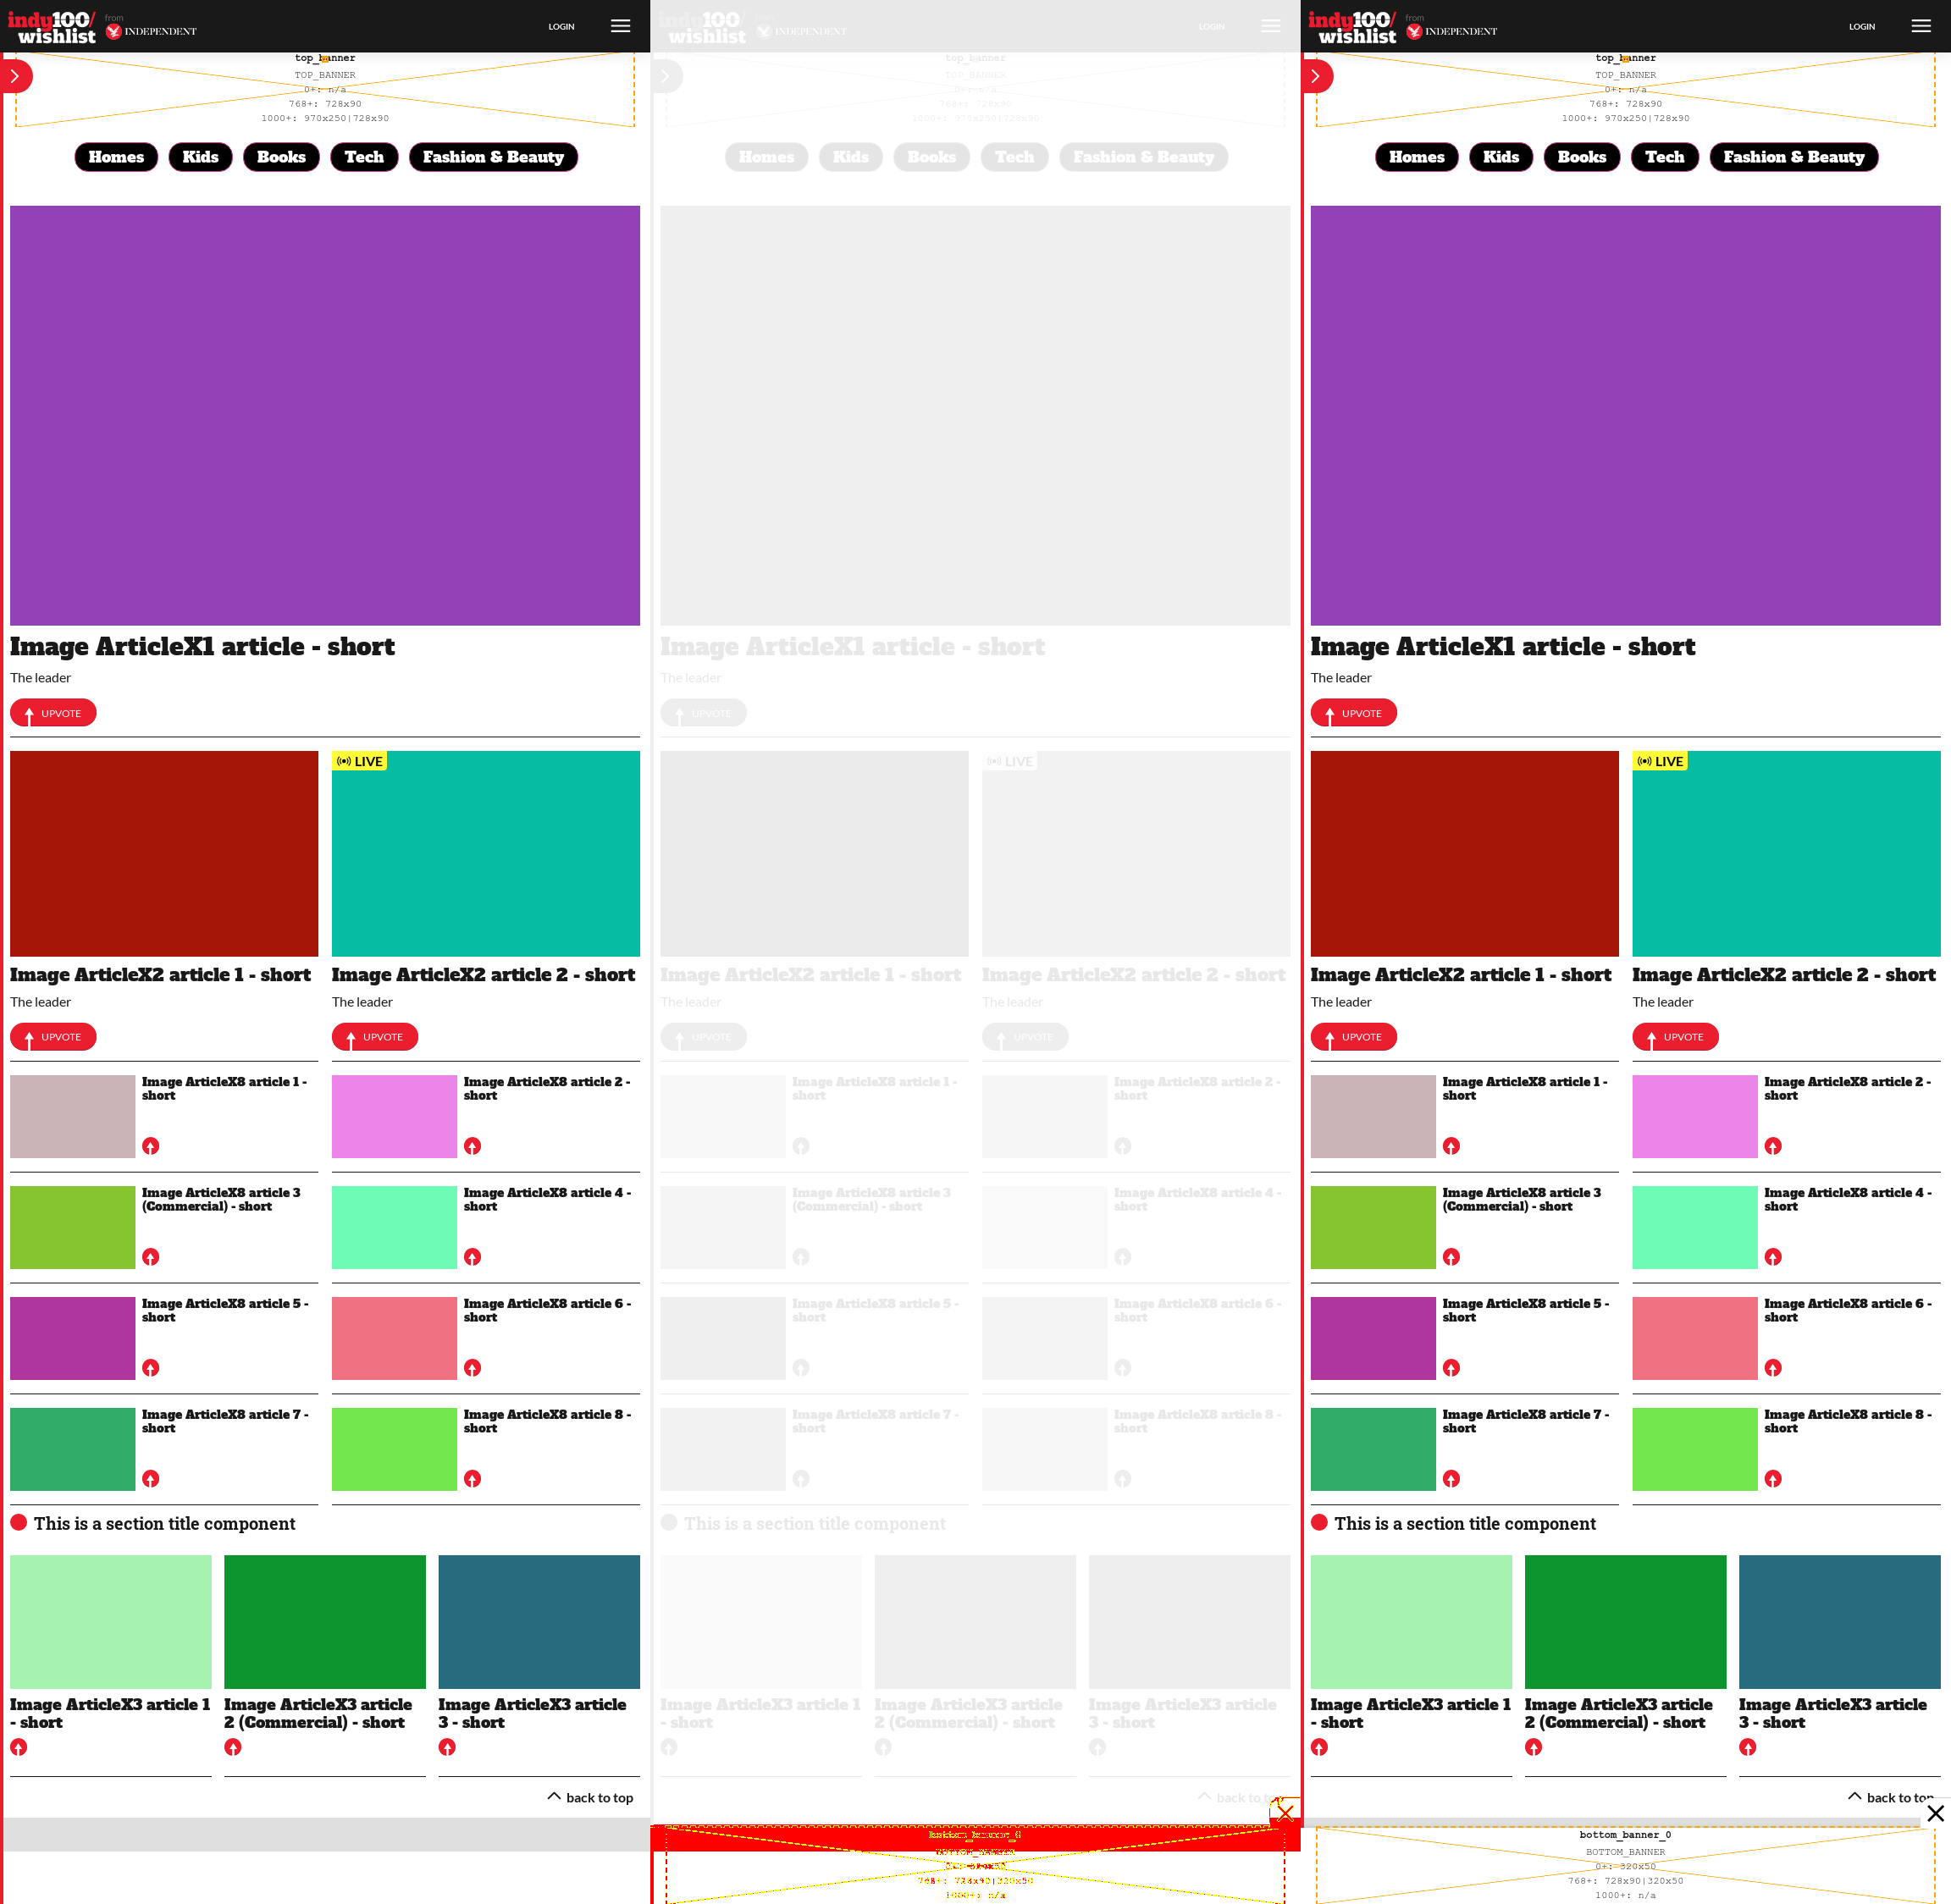 indy100/ from
wishlist INDEPENDENT
LOGIN
top_banner
TOP_BANNER
0+: n/a
768+: 728x90
1000+: 970x250|728x90
Homes Kids Books Tech Fashion & Beauty
Image ArticleX1 article - short
The leader
UPVOTE
LIVE
Image ArticleX2 article 1 - short
The leader
UPVOTE
Image ArticleX2 article 2 - short
The leader
UPVOTE
Image ArticleX8 article 1 -
short
Image ArticleX8 article 2 -
short
Image ArticleX8 article 3
(Commercial) - short
Image ArticleX8 article 4 -
short
Image ArticleX8 article 5 -
short
Image ArticleX8 article 6 -
short
Image ArticleX8 article 7 -
short
Image ArticleX8 article 8 -
short
This is a section title component
Image ArticleX3 article 1
- short
Image ArticleX3 article
2 (Commercial) - short
Image ArticleX3 article
3 - short
back to top
indy100/
wishlist INDEPENDENT
LOGIN
top_banner
TOP_BANNER
0+: n/a
768+: 728x90
1000+: 970x250|728x90
Homes Kids Books Tech Fashion & Beauty
Image ArticleX1 article - short
The leader
UPVOTE
LIVE
Image ArticleX2 article 1 - short
The leader
UPVOTE
Image ArticleX2 article 2 - short
The leader
UPVOTE
Image ArticleX8 article 1 -
short
Image ArticleX8 article 2 -
short
Image ArticleX8 article 3
(Commercial) - short
Image ArticleX8 article 4 -
short
Image ArticleX8 article 5 -
short
Image ArticleX8 article 6 -
short
Image ArticleX8 article 7 -
short
Image ArticleX8 article 8 -
short
This is a section title component
Image ArticleX3 article 1
- short
Image ArticleX3 article
2 (Commercial) - short
Image ArticleX3 article
3 - short
back to top
bottom_banner_0
BOTTOM_BANNER
0+: 320x50
768+: 728x90|320x50
1000+: n/a
indy100/ from
wishlist INDEPENDENT
LOGIN
top_banner
TOP_BANNER
0+: n/a
768+: 728x90
1000+: 970x250|728x90
Homes Kids Books Tech Fashion & Beauty
Image ArticleX1 article - short
The leader
UPVOTE
LIVE
Image ArticleX2 article 1 - short
The leader
UPVOTE
Image ArticleX2 article 2 - short
The leader
UPVOTE
Image ArticleX8 article 1 -
short
Image ArticleX8 article 2 -
short
Image ArticleX8 article 3
(Commercial) - short
Image ArticleX8 article 4 -
short
Image ArticleX8 article 5 -
short
Image ArticleX8 article 6 -
short
Image ArticleX8 article 7 -
short
Image ArticleX8 article 8 -
short
This is a section title component
Image ArticleX3 article 1
- short
Image ArticleX3 article
2 (Commercial) - short
Image ArticleX3 article
3 - short
back to top
bottom_banner_0
BOTTOM_BANNER
0+: 320x50
768+: 728x90|320x50
1000+: n/a